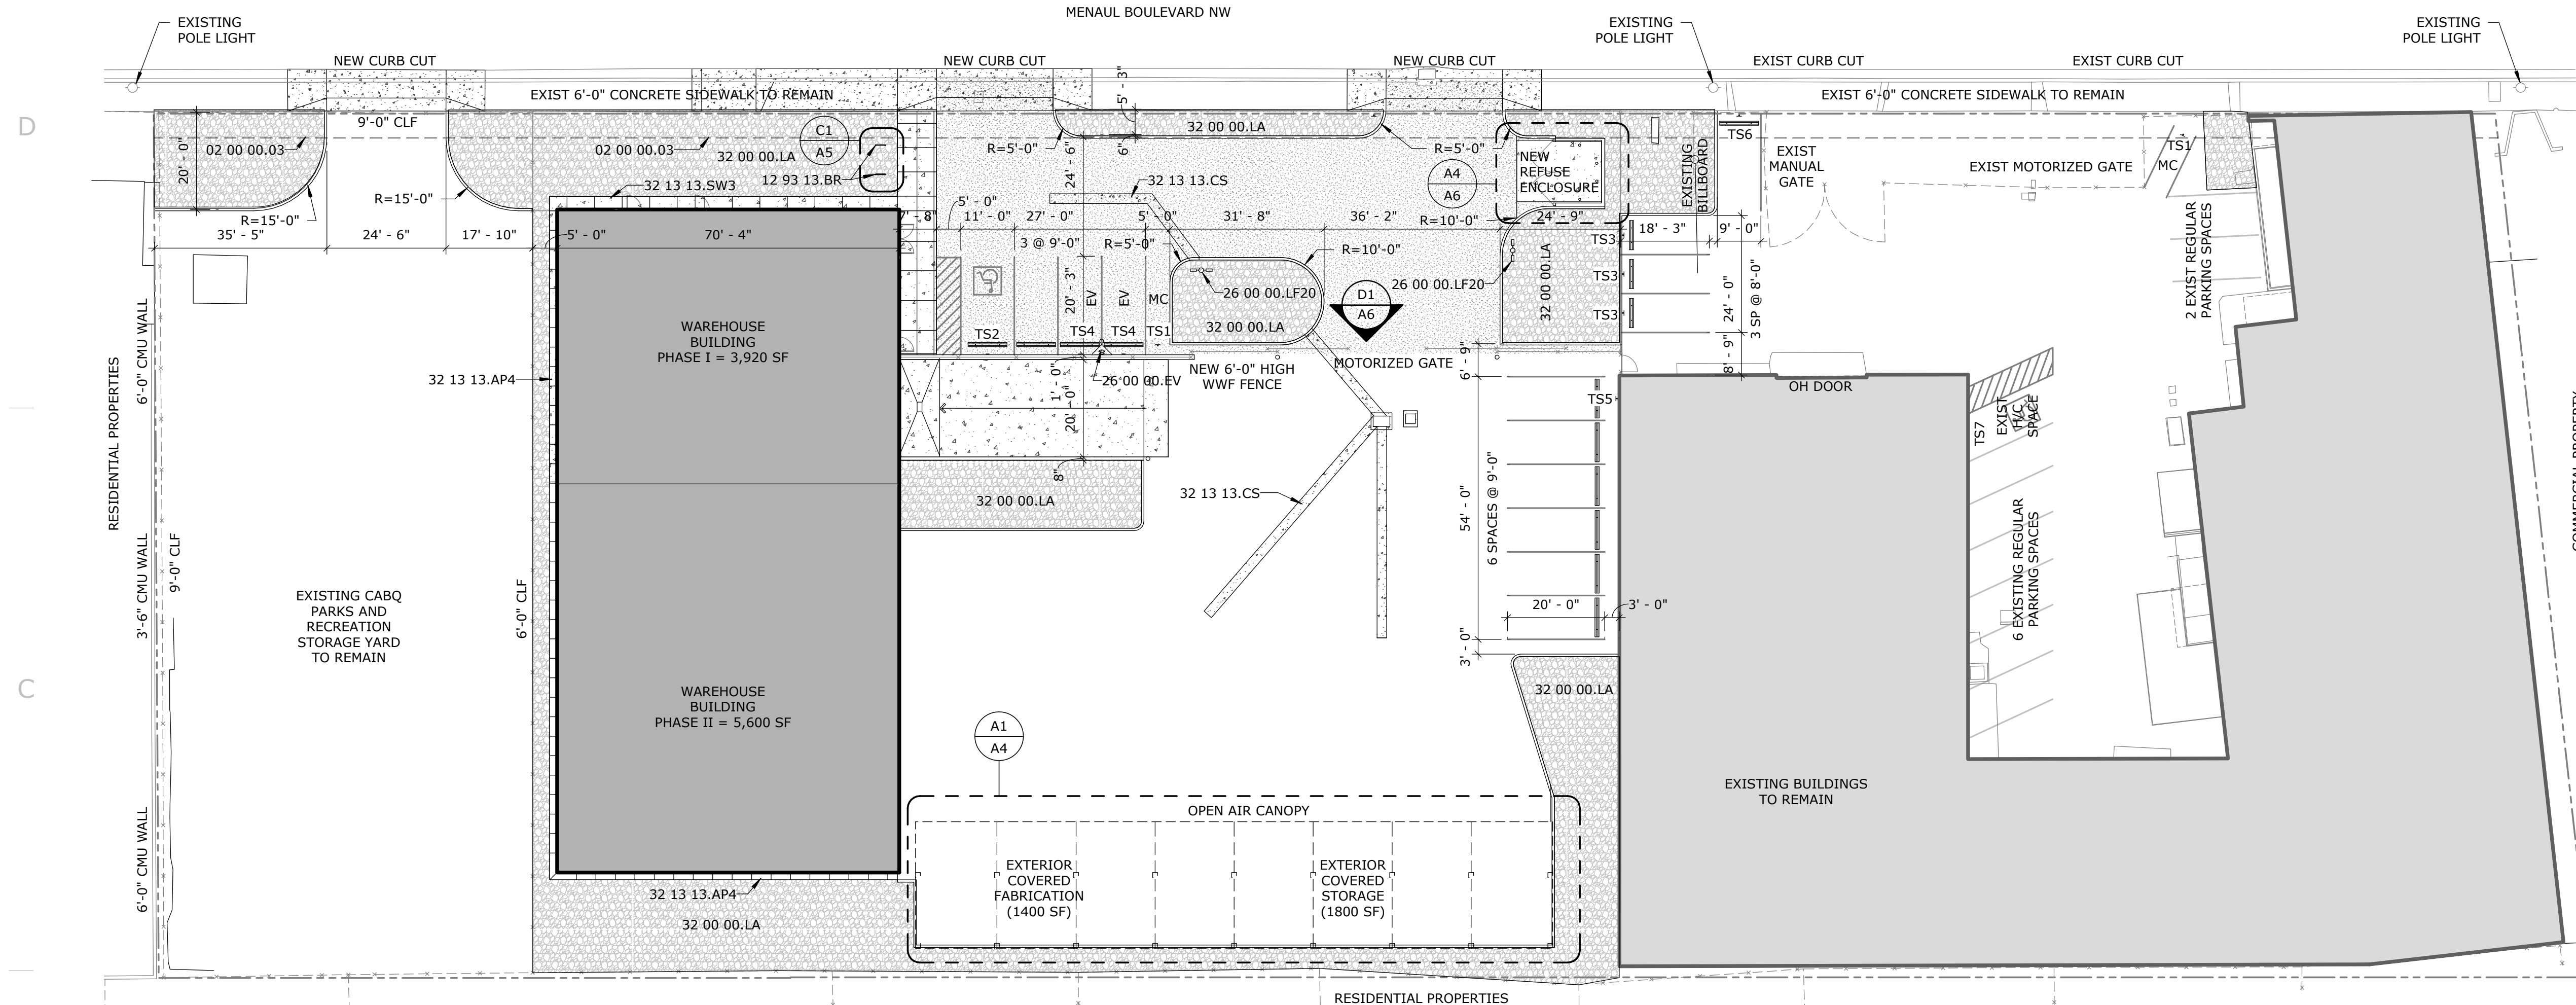 MENAUL BOULEVARD NW
EXISTING
POLE LIGHT
EXISTING
POLE LIGHT
EXISTING
POLE LIGHT
NEW CURB CUT
NEW CURB CUT
NEW CURB CUT
EXIST CURB CUT
EXIST CURB CUT
EXIST 6'-0" CONCRETE SIDEWALK TO REMAIN
5' - 3"
EXIST 6'-0" CONCRETE SIDEWALK TO REMAIN
D
9'-0" CLF
02 00 00.03
20' - 0"
R=15'-0"
R=15'-0"
02 00 00.03
32 00 00.LA
C1
A5
12 93 13.BR
32 13 13.SW3
32 00 00.LA
R=5'-0"
6"
24' - 6"
R=5'-0"
32 13 13.CS
A4
A6
NEW
REFUSE
ENCLOSURE
EXISTING
BILLBOARD
TS6
EXIST
MANUAL
GATE
EXIST MOTORIZED GATE
TS1
MC
35' - 5"
24' - 6"
17' - 10"
5' - 0"
70' - 4"
7' - 8"
11' - 0"
5' - 0"
27' - 0"
5' - 0"
31' - 8"
36' - 2"
R=10'-0"
24' - 9"
18' - 3"
9' - 0"
3 @ 9'-0"
R=5'-0"
R=10'-0"
TS3
TS3
TS3
20' - 3"
EV
EV
MC
26 00 00.LF20
26 00 00.LF20
32 00 00.LA
32 00 00.LA
D1
A6
24' - 0"
3 SP @ 8'-0"
8' - 9"
2 EXIST REGULAR
PARKING SPACES
TS2
TS4
TS4
TS1
26 00 00.EV
NEW 6'-0" HIGH
WWF FENCE
MOTORIZED GATE
6' - 9"
OH DOOR
TS5
WAREHOUSE
BUILDING
PHASE I = 3,920 SF
32 13 13.AP4
RESIDENTIAL PROPERTIES
6'-0" CMU WALL
1' - 0"
20' - 0"
8"
32 00 00.LA
32 13 13.CS
54' - 0"
6 SPACES @ 9'-0"
20' - 0"
3' - 0"
3' - 0"
TS7
EXIST
H/C
SPACE
6 EXISTING REGULAR
PARKING SPACES
COMMERCIAL PROPERTY
3'-6" CMU WALL
9'-0" CLF
6'-0" CLF
EXISTING CABQ
PARKS AND
RECREATION
STORAGE YARD
TO REMAIN
C
WAREHOUSE
BUILDING
PHASE II = 5,600 SF
32 00 00.LA
A1
A4
OPEN AIR CANOPY
EXISTING BUILDINGS
TO REMAIN
6'-0" CMU WALL
EXTERIOR
COVERED
FABRICATION
(1400 SF)
EXTERIOR
COVERED
STORAGE
(1800 SF)
32 13 13.AP4
32 00 00.LA
RESIDENTIAL PROPERTIES